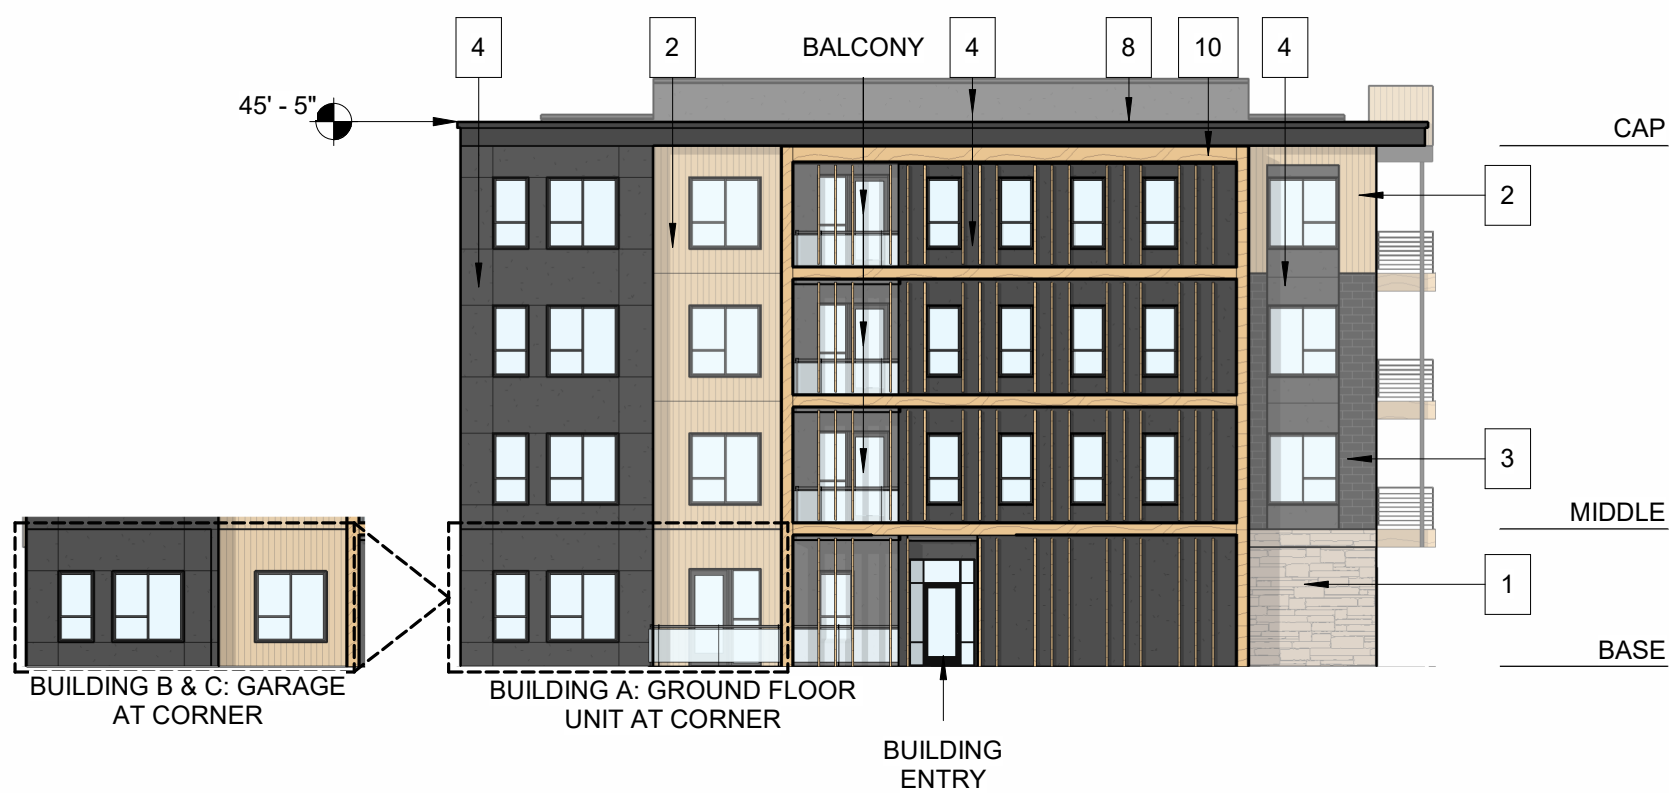 4
2
BALCONY
4
8
10
4
45' - 5"
CAP
2
3
MIDDLE
1
BASE
BUILDING B & C: GARAGE
AT CORNER
BUILDING A: GROUND FLOOR
UNIT AT CORNER
BUILDING
ENTRY